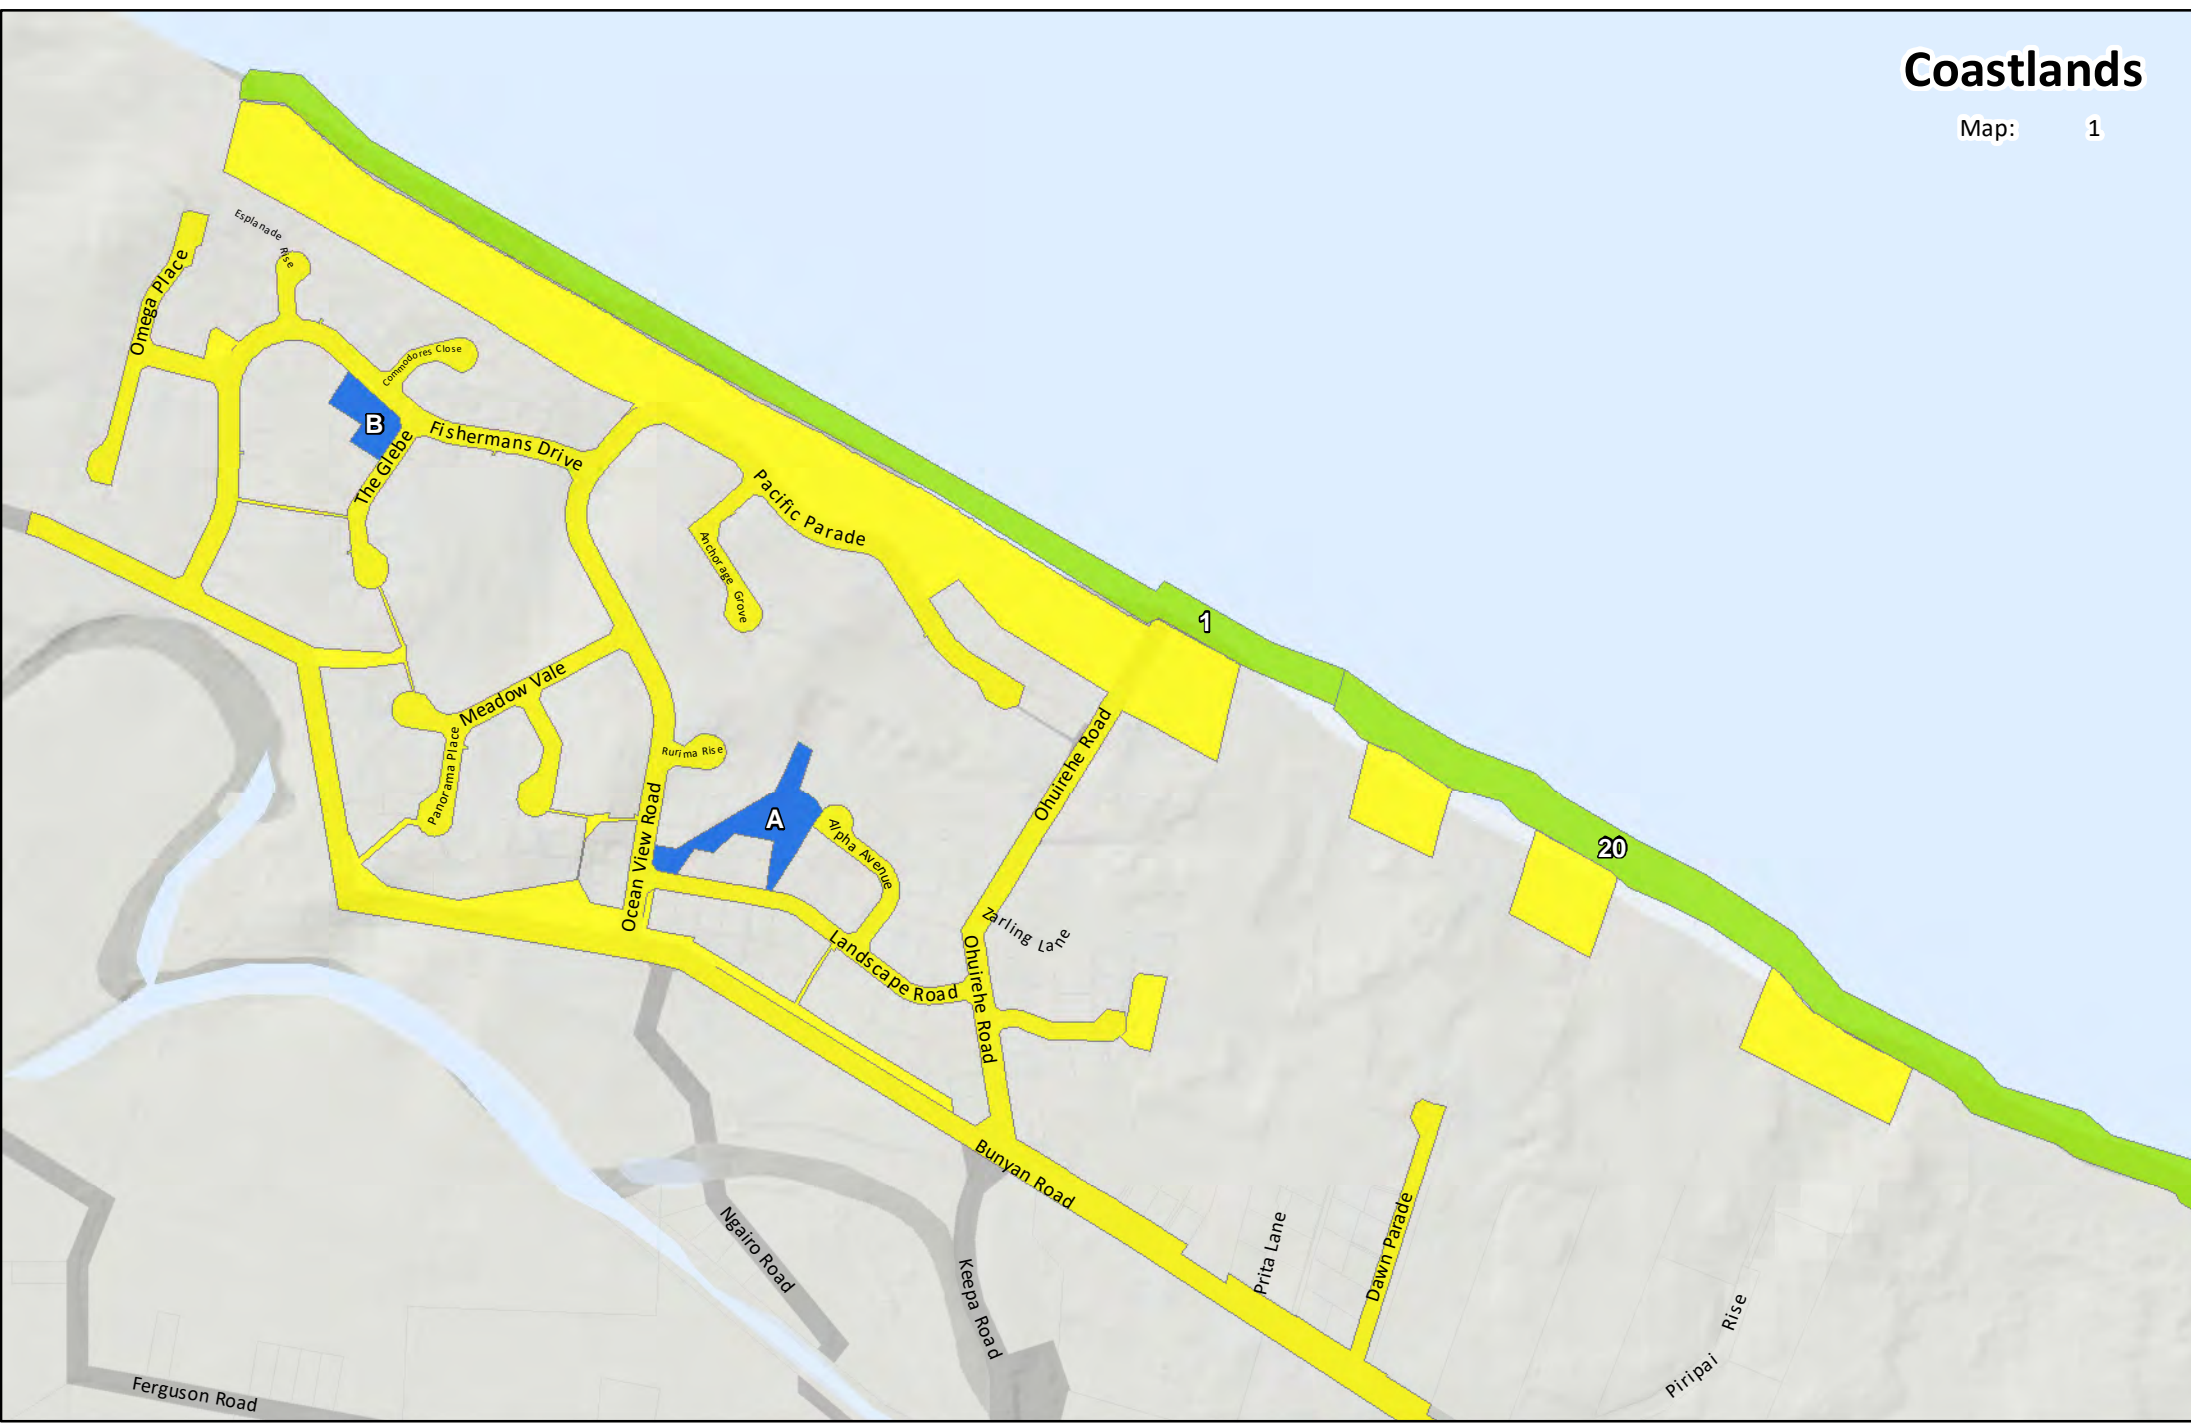 Coastlands
Map: 1
Esplanade Rise
Omega Place
Commodores Close
B
Fishermans Drive
The Glebe
Pacific Parade
Anchorage Grove
1
Meadow Vale
Panorama Place
Rurima Rise
Ocean View Road
A
Alpha Avenue
Ohuirehe Road
20
Zarling Lane
Landscape Road
Ohuirehe Road
Bunyan Road
Ngairo Road
Keepa Road
Prita Lane
Dawn Parade
Piripai Rise
Ferguson Road